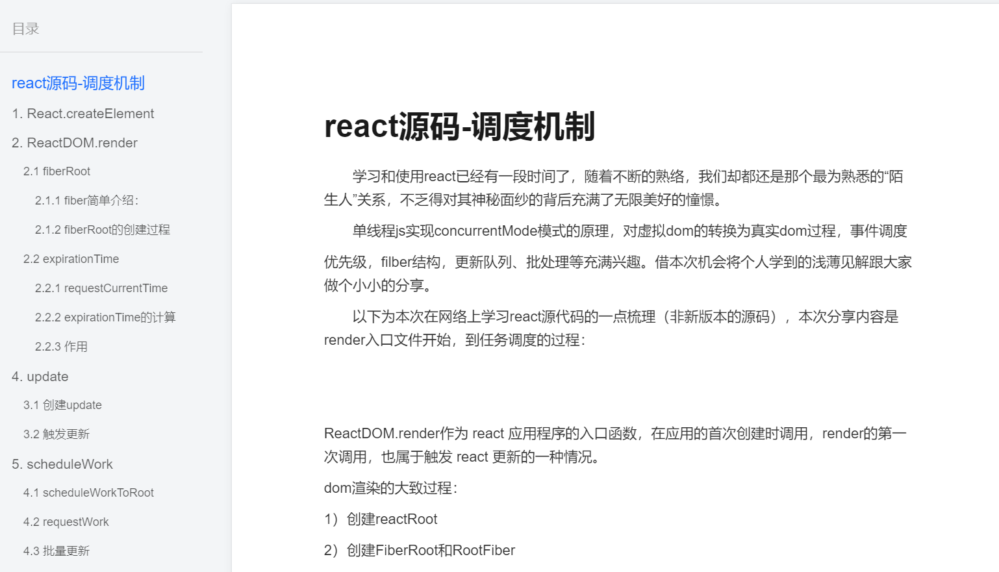 目录
react源码-调度机制
1. React.createElement
2. ReactDOM.render
2.1 fiberRoot
2.1.1 fiber简单介绍：
2.1.2 fiberRoot的创建过程
2.2 expirationTime
2.2.1 requestCurrentTime
2.2.2 expirationTime的计算
2.2.3 作用
4. update
3.1 创建update
3.2 触发更新
5. scheduleWork
4.1 scheduleWorkToRoot
4.2 requestWork
4.3 批量更新
react源码-调度机制
学习和使用react已经有一段时间了，随着不断的熟络，我们却都还是那个最为熟悉的“陌
生人”关系，不乏得对其神秘面纱的背后充满了无限美好的憧憬。
单线程js实现concurrentMode模式的原理，对虚拟dom的转换为真实dom过程，事件调度
优先级，filber结构，更新队列、批处理等充满兴趣。借本次机会将个人学到的浅薄见解跟大家
做个小小的分享。
以下为本次在网络上学习react源代码的一点梳理（非新版本的源码），本次分享内容是
render入口文件开始，到任务调度的过程：
ReactDOM.render作为 react 应用程序的入口函数，在应用的首次创建时调用，render的第一
次调用，也属于触发 react 更新的一种情况。
dom渲染的大致过程：
1）创建reactRoot
2）创建FiberRoot和RootFiber